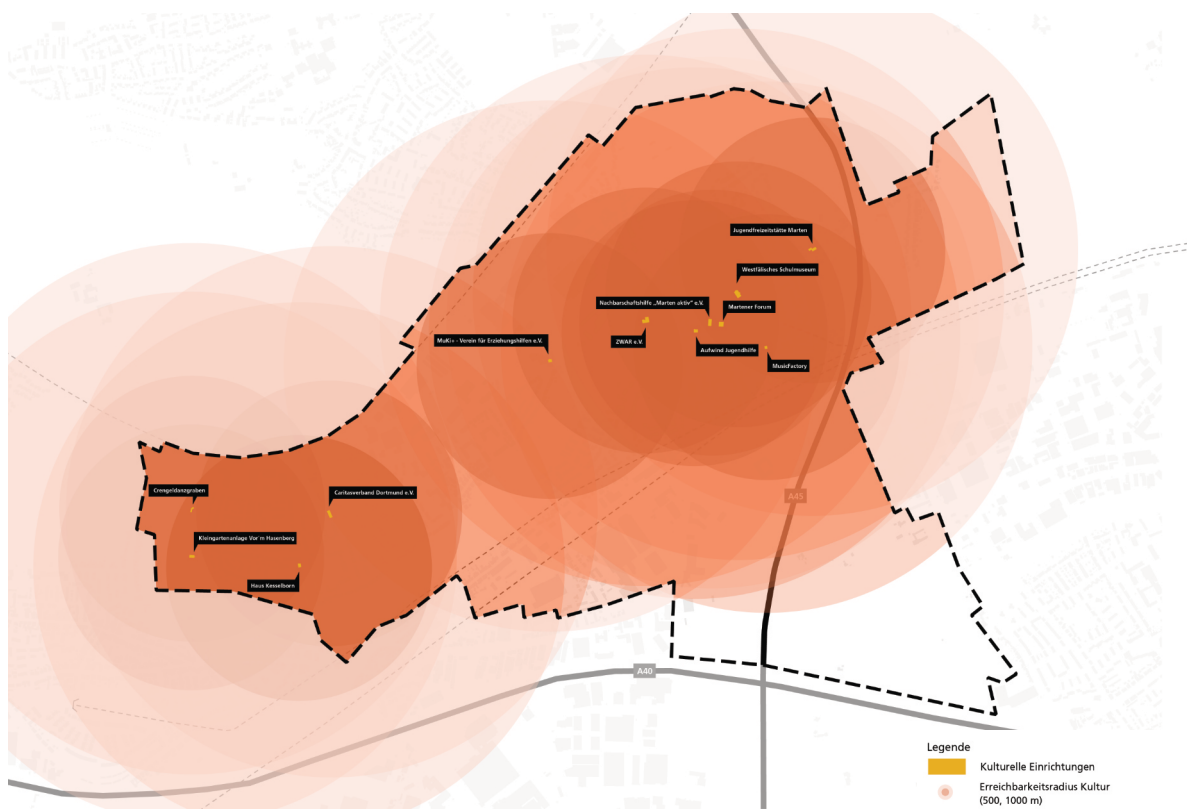 Jugendfreizeitstätte Marten
Westfälisches Schulmuseum
Nachbarschaftshilfe „Marten aktiv" e.V.
Martener Forum
MuKi+ - Verein für Erziehungshilfen e.V.
ZWAR e.V.
Aufwind Jugendhilfe
MusicFactory
Crengeldanzgraben
Caritasverband Dortmund e.V.
A45
Kleingartenanlage Vor´m Hasenberg
Haus Kesselborn
A40
Legende
Kulturelle Einrichtungen
Erreichbarkeitsradius Kultur
(500, 1000 m)